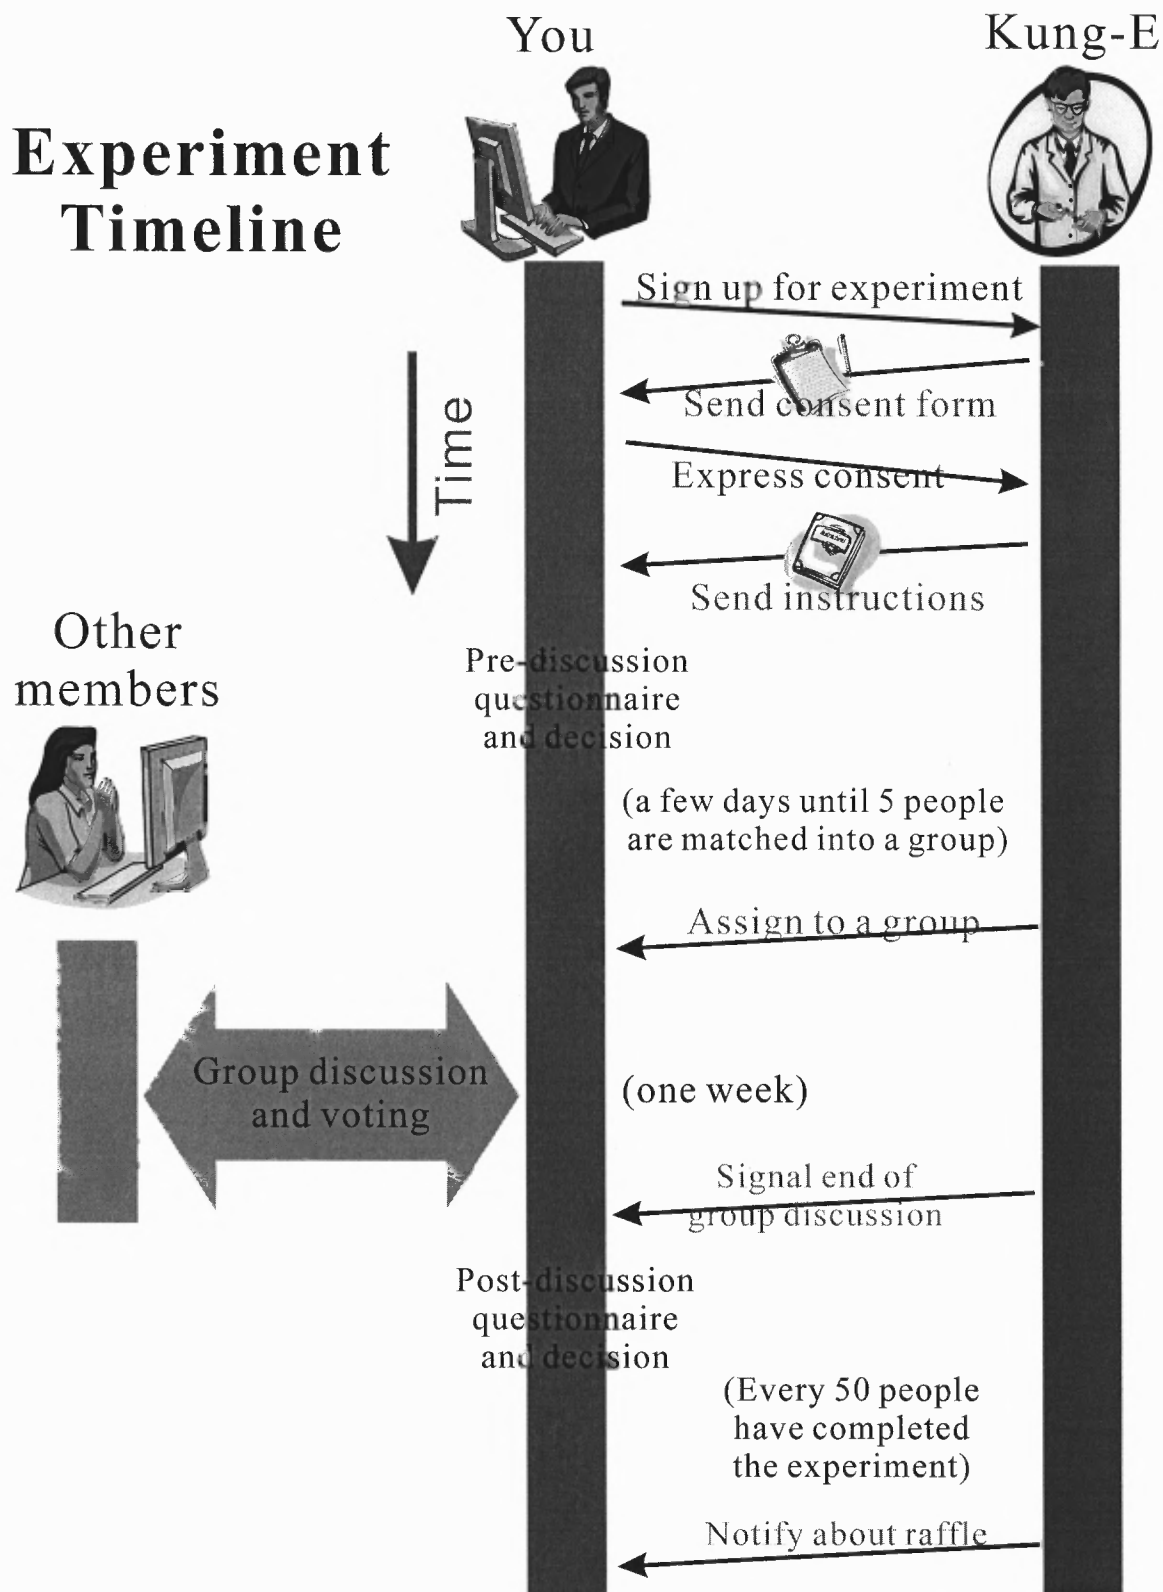 You
Kung-E
Experiment
Timeline
Sign up for experiment
Send consent form
Time
Express consent
Send instructions
Other
members
Pre-discussion
questionnaire
and decision
(a few days until 5 people
are matched into a group)
Assign to a group
Group discussion
and voting
(one week)
Signal end of
group discussion
Post-discussion
questionnaire
and decision
(Every 50 people
have completed
the experiment)
Notify about raffle